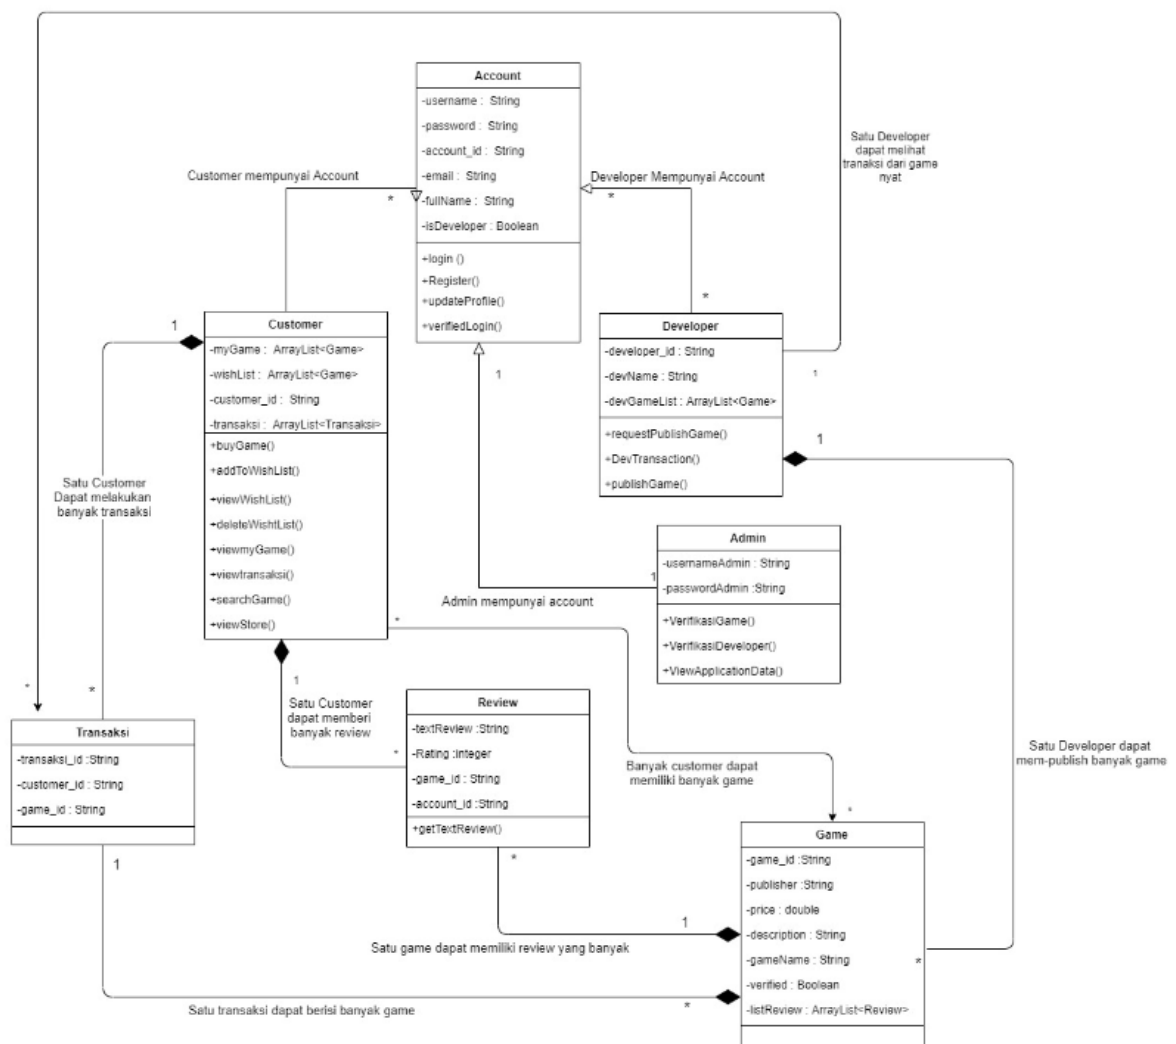 Account
-username : String
-password : String
-account_id : String
-email : String
-fullName : String
-isDeveloper : Boolean
+login ()
+Register()
+updateProfile()
+verifiedLogin()
Customer mempunyai Account
*
Developer Mempunyai Account
*
*
Satu Developer
dapat melihat
tranaksi dari game
nyat
1
Customer
-myGame : ArrayList<Game>
-wishList : ArrayList<Game>
-customer_id : String
-transaksi : ArrayList<Transaksi>
+buyGame()
+addToWishList()
+viewWishList()
+deleteWishtList()
+viewmyGame()
+viewtransaksi()
+searchGame()
+viewStore()
Developer
-developer_id : String
-devName : String
-devGameList : ArrayList<Game>
+requestPublishGame()
+DevTransaction()
+publishGame()
1
1
1
Satu Customer
Dapat melakukan
banyak transaksi
Admin
-usernameAdmin : String
-passwordAdmin :String
+VerifikasiGame()
+VerifikasiDeveloper()
+ViewApplicationData()
1
Admin mempunyai account
*
1
Satu Customer
dapat memberi
banyak review
*
*
*
Transaksi
-transaksi_id :String
-customer_id : String
-game_id : String
Review
-textReview :String
-Rating :integer
-game_id : String
-account_id :String
+getTextReview()
Banyak customer dapat
memiliki banyak game
Satu Developer dapat
mem-publish banyak game
*
Game
-game_id :String
-publisher :String
-price : double
-description : String
-gameName : String
-verified : Boolean
-listReview : ArrayList<Review>
*
1
*
1
Satu game dapat memiliki review yang banyak
*
Satu transaksi dapat berisi banyak game